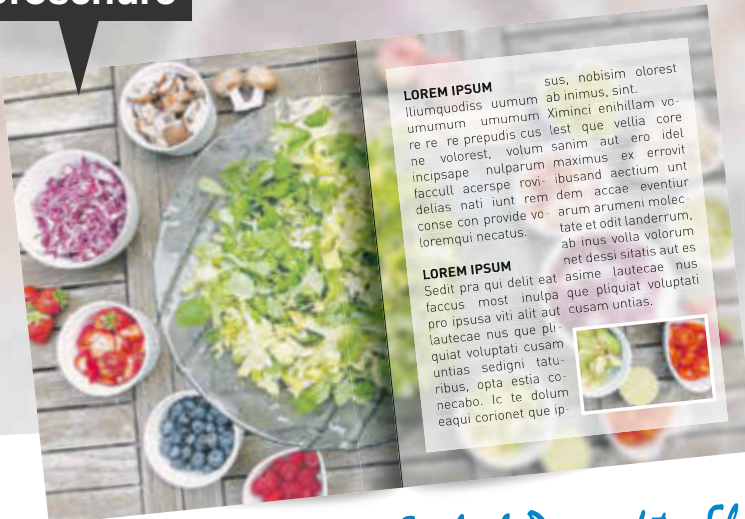 LOREM IPSUM
Iliumquodiss uumum
umumum umumum
re re re prepudis cus
ne volorest, volum
incipsape nulparum
faccull acerspe rovi-
delias nati iunt rem
conse con provide vo-
loremqui necatus.
LOREM IPSUM
Sedit pra qui delit eat
faccus most inulpa
pro ipsusa viti alit aut
lautecae nus que pli-
quiat voluptati cusam
untias sedigni tatu-
ribus, opta estia co-
necabo. Ic te dolum
eaqui corionet que ip-
sus, nobisim olorest
ab inimus, sint.
Ximinci enihillam vo-
lest que vellia core
sanim aut ero idel
maximus ex errovit
ibusand aectium unt
dem accae eventiur
arum arumeni molec-
tate et odit landerrum,
ab inus volla volorum
net dessi sitatis aut es
asime lautecae nus
que pliquiat voluptati
cusam untias.